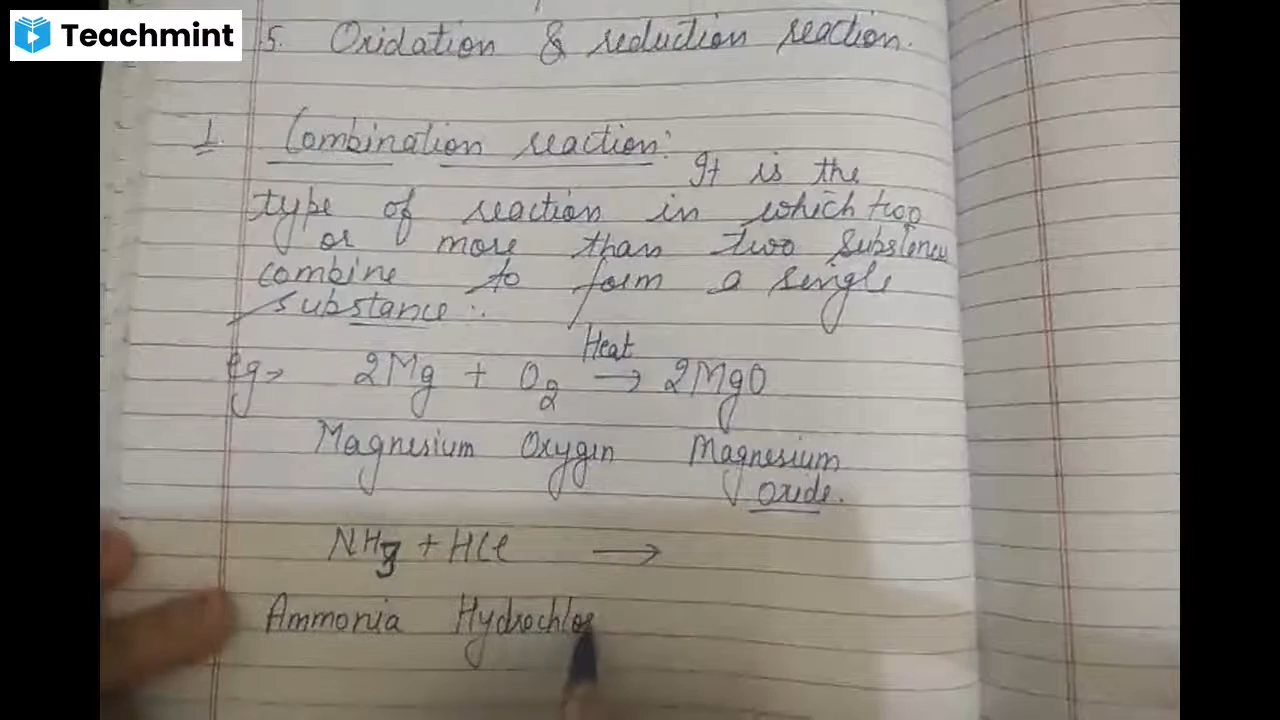 Teachmint
5. Oxidation & reduction reaction.
1. Combination reaction:
It is the
type of reaction in which two
or more than two substance
combine to form a single
substance.
Eg → 2Mg + O2 Heat → 2MgO
Magnesium Oxygen Magnesium
oxide.
NH3 + HCl →
Ammonia Hydrochlor